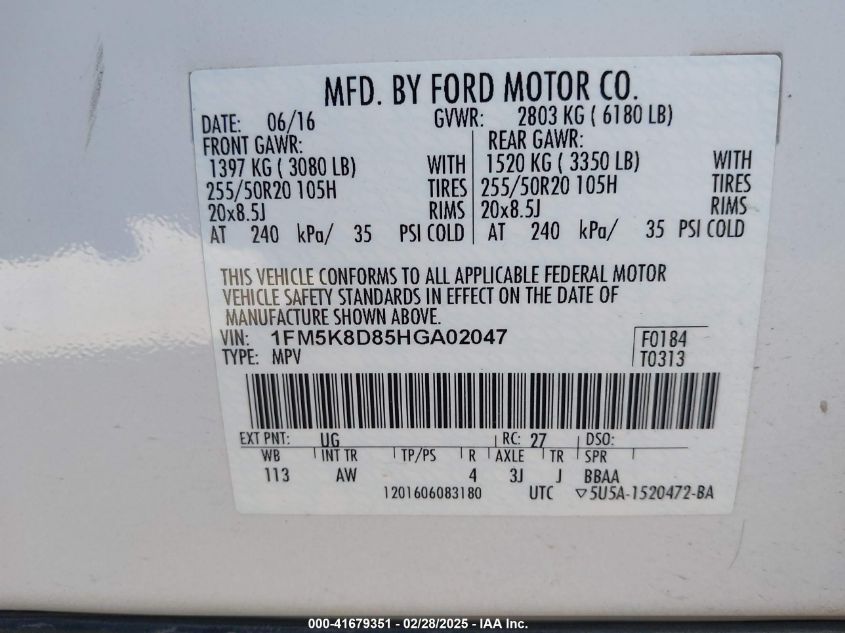 MFD. BY FORD MOTOR CO.
DATE: 06/16 GVWR: 2803 KG ( 6180 LB)
FRONT GAWR: REAR GAWR:
1397 KG ( 3080 LB) WITH 1520 KG ( 3350 LB) WITH
255/50R20 105H TIRES 255/50R20 105H TIRES
20x8.5J RIMS 20x8.5J RIMS
AT 240 kPa/ 35 PSI COLD AT 240 kPa/ 35 PSI COLD
THIS VEHICLE CONFORMS TO ALL APPLICABLE FEDERAL MOTOR
VEHICLE SAFETY STANDARDS IN EFFECT ON THE DATE OF
MANUFACTURE SHOWN ABOVE.
VIN: 1FM5K8D85HGA02047 F0184
TYPE: MPV T0313
EXT PNT: UG RC: 27 DSO:
WB INT TR TP/PS R AXLE TR SPR
113 AW 4 3J J BBAA
1201606083180 UTC ▽5U5A-1520472-BA
000-41679351 - 02/28/2025 - IAA Inc.